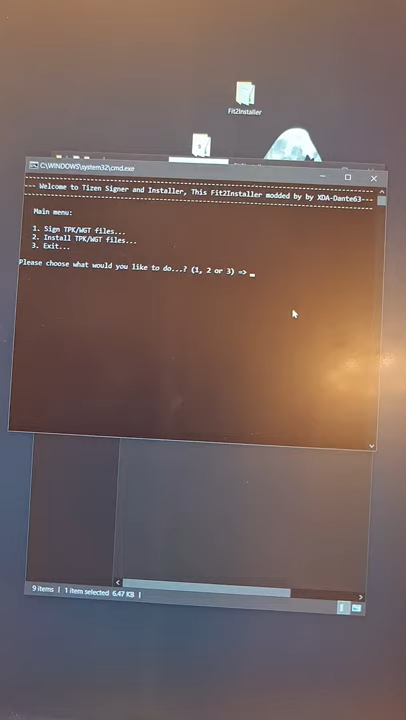 Fit2Installer
C:\WINDOWS\system32\cmd.exe
--- Welcome to Tizen Signer and Installer, This Fit2Installer modded by by XDA-Dante63---
Main menu:
1. Sign TPK/WGT files...
2. Install TPK/WGT files...
3. Exit...
Please choose what would you like to do...? (1, 2 or 3) => _
9 items | 1 item selected 6.47 KB |